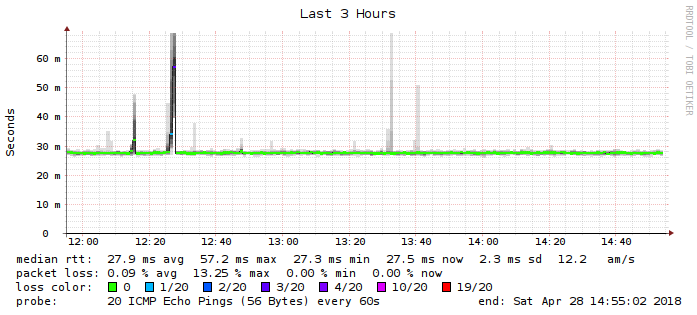 Last 3 Hours
RRDTOOL / TOBI OETIKER
Seconds
60 m
50 m
40 m
30 m
20 m
10 m
0
12:00 12:20 12:40 13:00 13:20 13:40 14:00 14:20 14:40
median rtt: 27.9 ms avg 57.2 ms max 27.3 ms min 27.5 ms now 2.3 ms sd 12.2 am/s
packet loss: 0.09 % avg 13.25 % max 0.00 % min 0.00 % now
loss color: 0 1/20 2/20 3/20 4/20 10/20 19/20
probe: 20 ICMP Echo Pings (56 Bytes) every 60s end: Sat Apr 28 14:55:02 2018